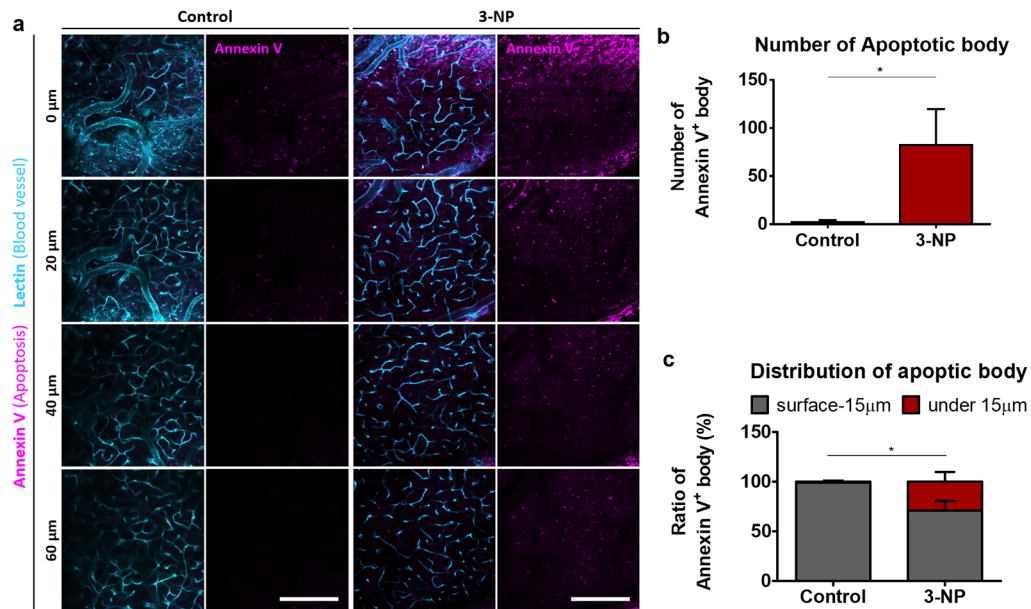 a
Control
3-NP
Annexin V
Annexin V
Lectin (Blood vessel)
Annexin V (Apoptosis)
0 µm
20 µm
40 µm
60 µm
b
Number of Apoptotic body
Number of
Annexin V+ body
150
100
50
0
*
Control
3-NP
c
Distribution of apoptic body
surface-15µm
under 15µm
Ratio of
Annexin V+ body (%)
150
100
50
0
*
Control
3-NP